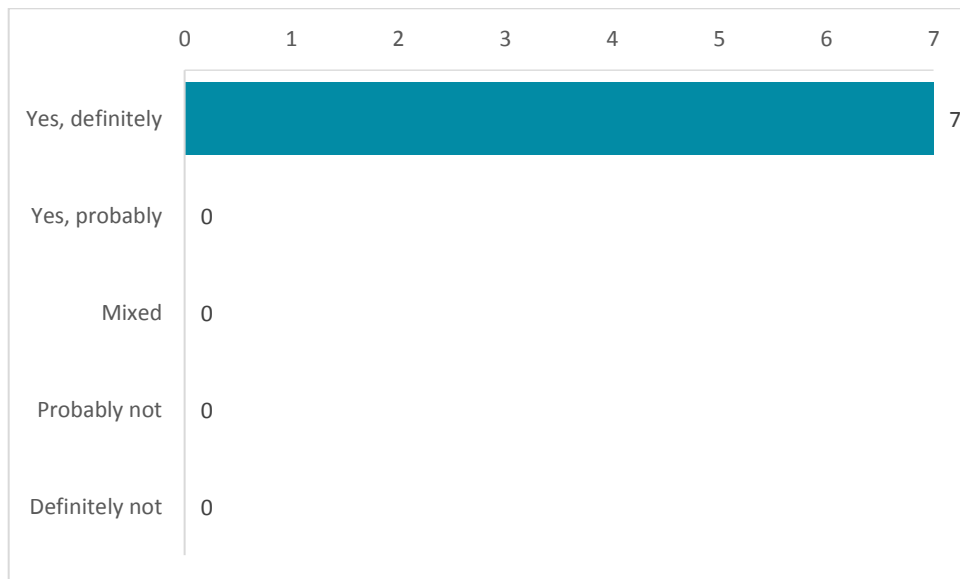 0 1 2 3 4 5 6 7
Yes, definitely 7
Yes, probably 0
Mixed 0
Probably not 0
Definitely not 0